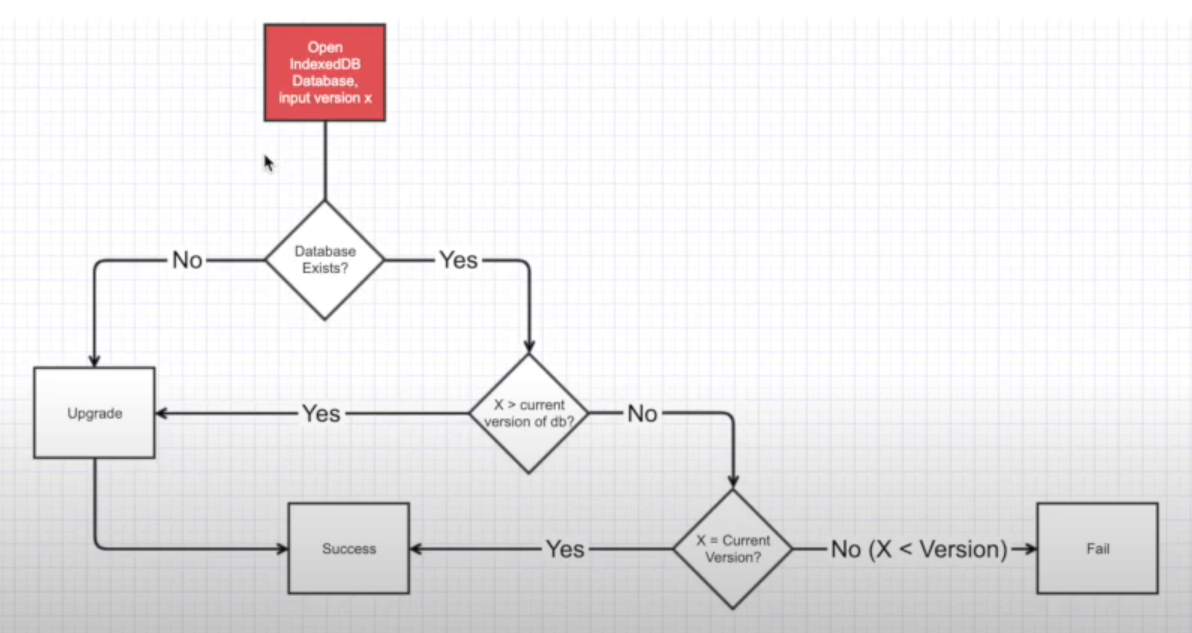 Open
IndexedDB
Database,
input version x
Database
Exists?
No
Yes
X > current
version of db?
Upgrade
Yes
No
X = Current
Version?
Success
Yes
No (X < Version)
Fail